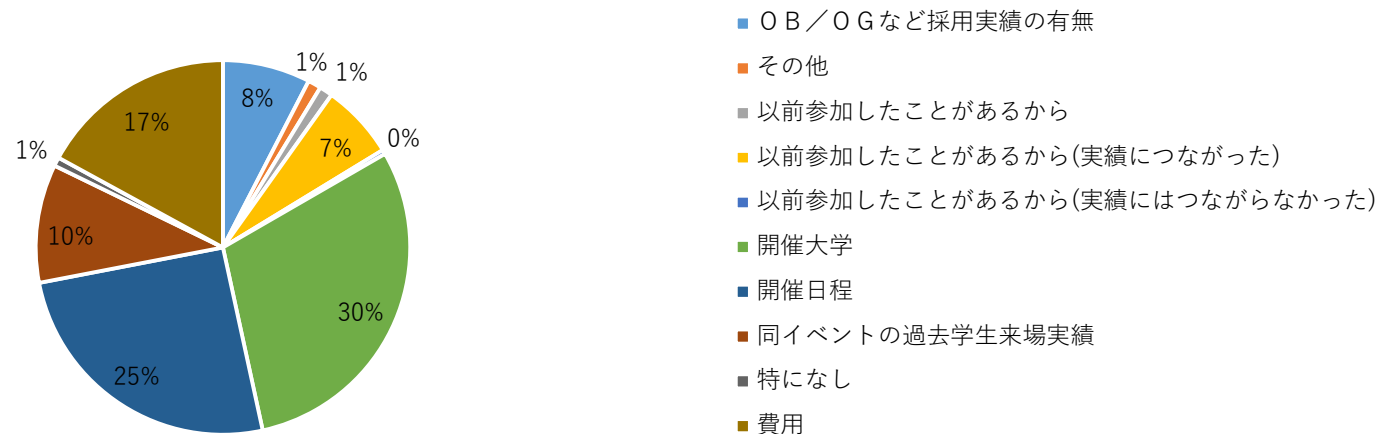 ＯＢ／ＯＧなど採用実績の有無
その他
以前参加したことがあるから
以前参加したことがあるから(実績につながった)
以前参加したことがあるから(実績にはつながらなかった)
開催大学
開催日程
同イベントの過去学生来場実績
特になし
費用
8%
1%
1%
7%
0%
30%
25%
10%
1%
17%